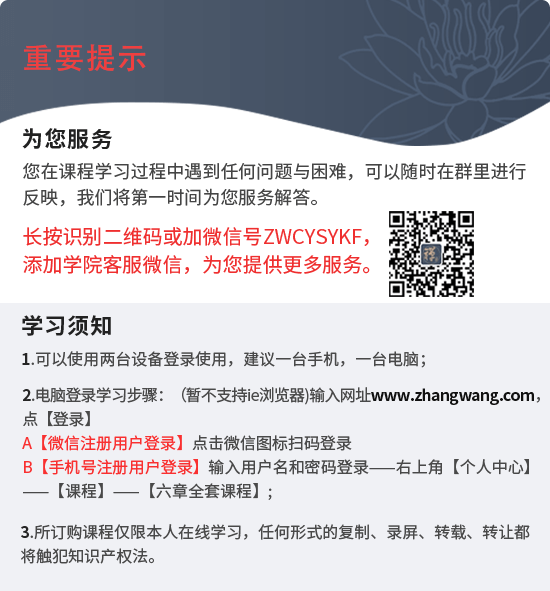 重要提示
为您服务
您在课程学习过程中遇到任何问题与困难，可以随时在群里进行
反映，我们将第一时间为您服务解答。
长按识别二维码或加微信号ZWCYSYKF，
添加学院客服微信，为您提供更多服务。
学习须知
1.可以使用两台设备登录使用，建议一台手机，一台电脑；
2.电脑登录学习步骤：（暂不支持ie浏览器)输入网址www.zhangwang.com，
点【登录】
A【微信注册用户登录】点击微信图标扫码登录
B【手机号注册用户登录】输入用户名和密码登录——右上角【个人中心】
——【课程】——【六章全套课程】；
3.所订购课程仅限本人在线学习，任何形式的复制、录屏、转载、转让都
将触犯知识产权法。